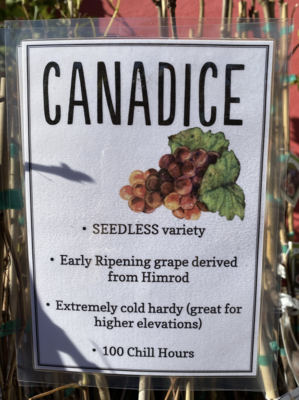 CANADICE
• SEEDLESS variety
• Early Ripening grape derived
from Himrod
• Extremely cold hardy (great for
higher elevations)
• 100 Chill Hours